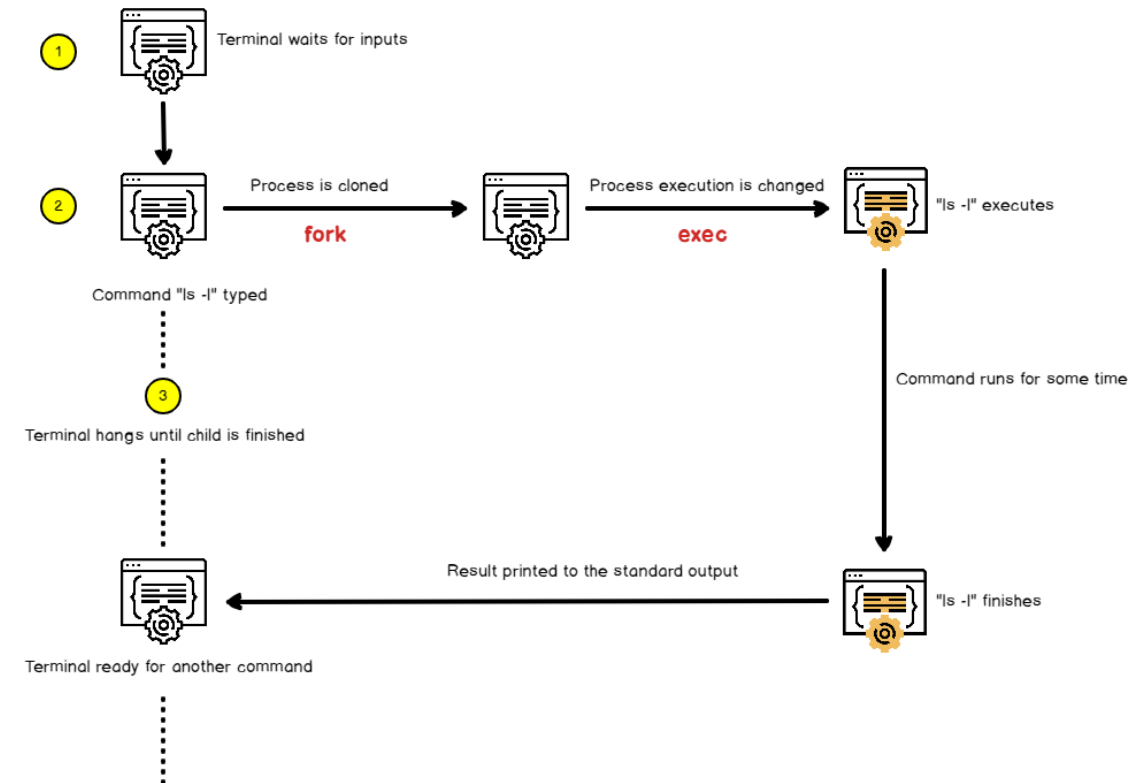 1
Terminal waits for inputs
2
Process is cloned
fork
Process execution is changed
exec
"ls -l" executes
Command "ls -l" typed
3
Terminal hangs until child is finished
Command runs for some time
Result printed to the standard output
"ls -l" finishes
Terminal ready for another command